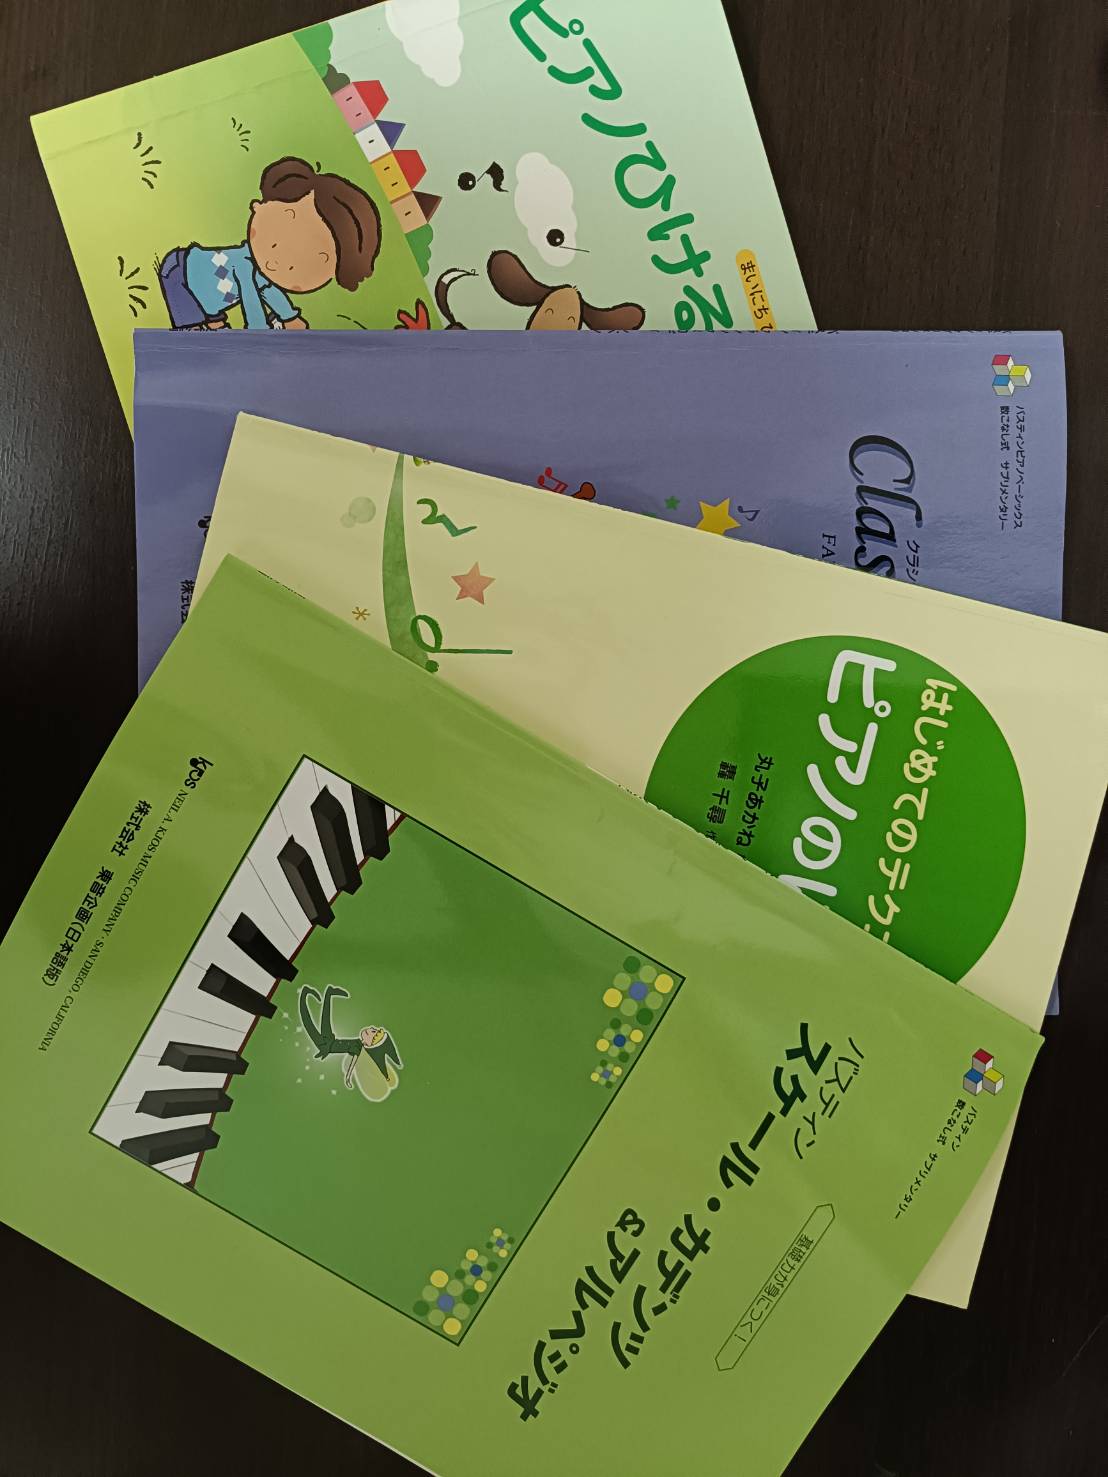 ピアノひける
まいにち
バスティンピアノベーシックス
数こなし式 サプリメンタリー
クラシ
Clas
FA
株式会
はじめてのテクニ
ピアノのレ
丸子あかね
轟 千尋
バスティン
数こなし式 サプリメンタリー
バスティン
スケール・カデンツ
&アルペジオ
基礎力が身につく!
kjos NEIL A. KJOS MUSIC COMPANY · SAN DIEGO, CALIFORNIA
株式会社 東音企画(日本語版)